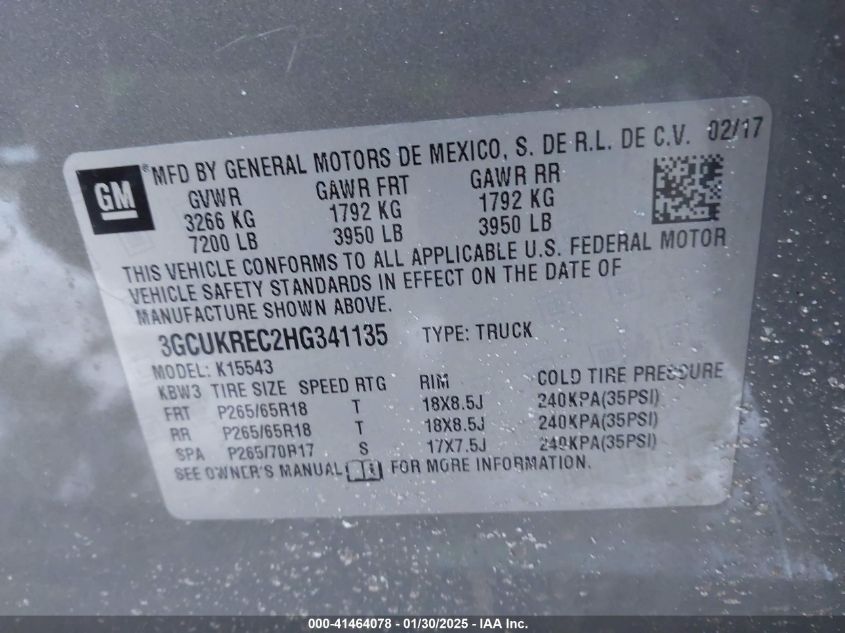 GM ® MFD BY GENERAL MOTORS DE MEXICO, S. DE R.L. DE C.V. 02/17
GVWR GAWR FRT GAWR RR
3266 KG 1792 KG 1792 KG
7200 LB 3950 LB 3950 LB
THIS VEHICLE CONFORMS TO ALL APPLICABLE U.S. FEDERAL MOTOR
VEHICLE SAFETY STANDARDS IN EFFECT ON THE DATE OF
MANUFACTURE SHOWN ABOVE.
3GCUKREC2HG341135 TYPE: TRUCK
MODEL: K15543
KBW3 TIRE SIZE SPEED RTG RIM COLD TIRE PRESSURE
FRT P265/65R18 T 18X8.5J 240KPA(35PSI)
RR P265/65R18 T 18X8.5J 240KPA(35PSI)
SPA P265/70R17 S 17X7.5J 240KPA(35PSI)
SEE OWNER'S MANUAL FOR MORE INFORMATION.
000-41464078 - 01/30/2025 - IAA Inc.